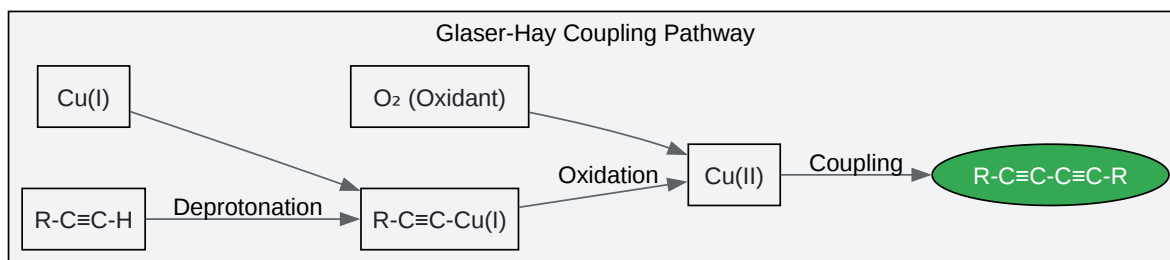 Glaser-Hay Coupling Pathway
Cu(I)
O₂ (Oxidant)
R-C≡C-H
Deprotonation
R-C≡C-Cu(I)
Oxidation
Cu(II)
Coupling
R-C≡C-C≡C-R